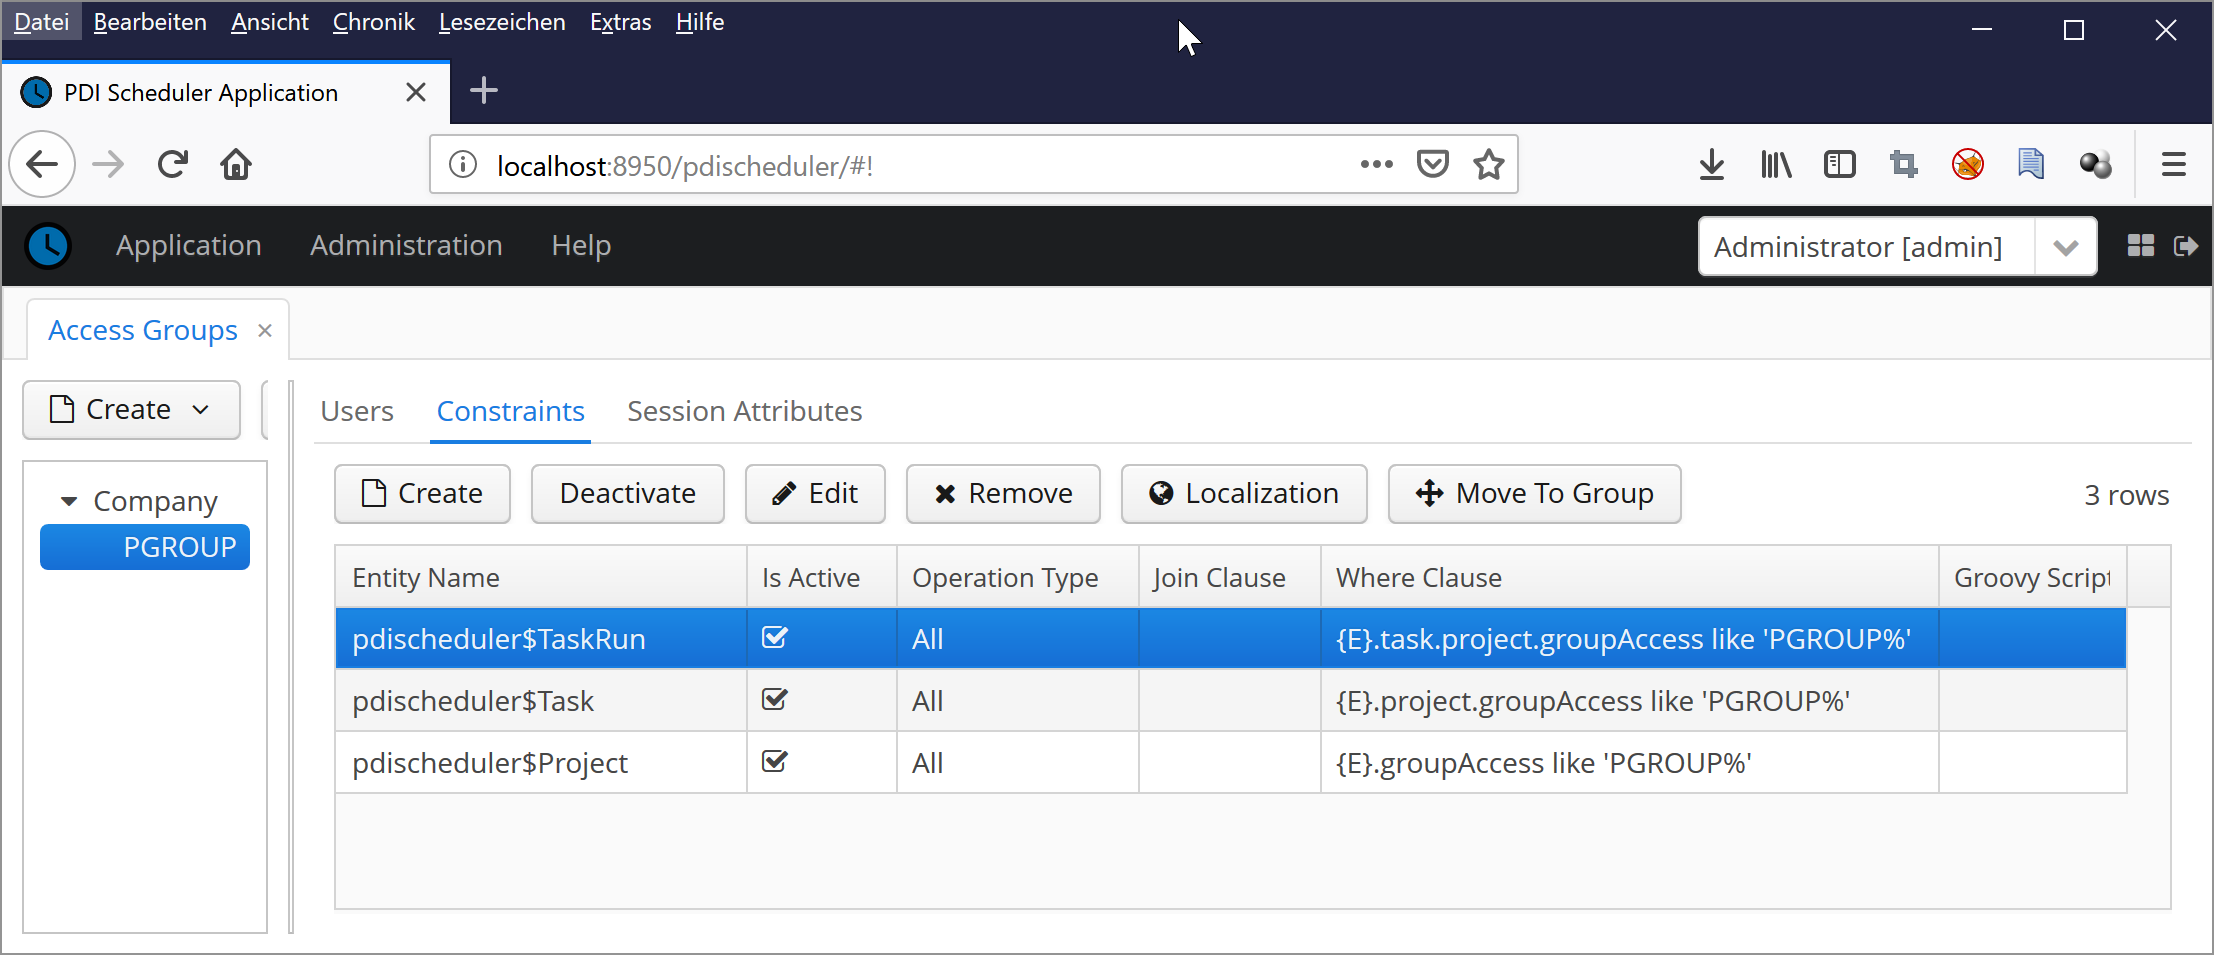 Datei Bearbeiten Ansicht Chronik Lesezeichen Extras Hilfe
PDI Scheduler Application
localhost:8950/pdischeduler/#!
Application Administration Help Administrator [admin]
Access Groups
Create
Users Constraints Session Attributes
Create Deactivate Edit Remove Localization Move To Group 3 rows
Company
PGROUP
Entity Name Is Active Operation Type Join Clause Where Clause Groovy Script
pdischeduler$TaskRun All {E}.task.project.groupAccess like 'PGROUP%'
pdischeduler$Task All {E}.project.groupAccess like 'PGROUP%'
pdischeduler$Project All {E}.groupAccess like 'PGROUP%'